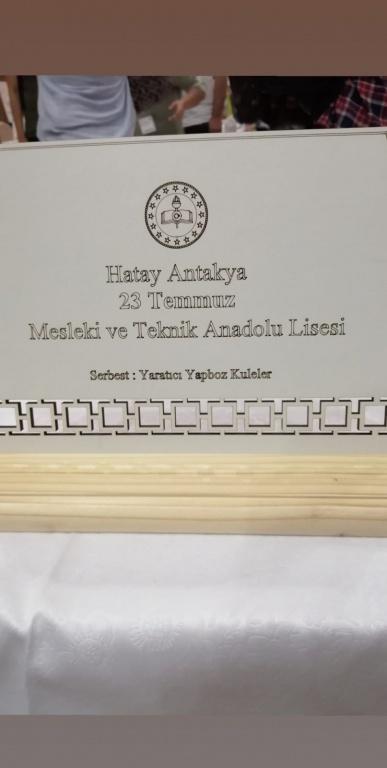 Hatay Antakya
23 Temmuz
Mesleki ve Teknik Anadolu Lisesi
Serbest : Yaratıcı Yapboz Kuleler